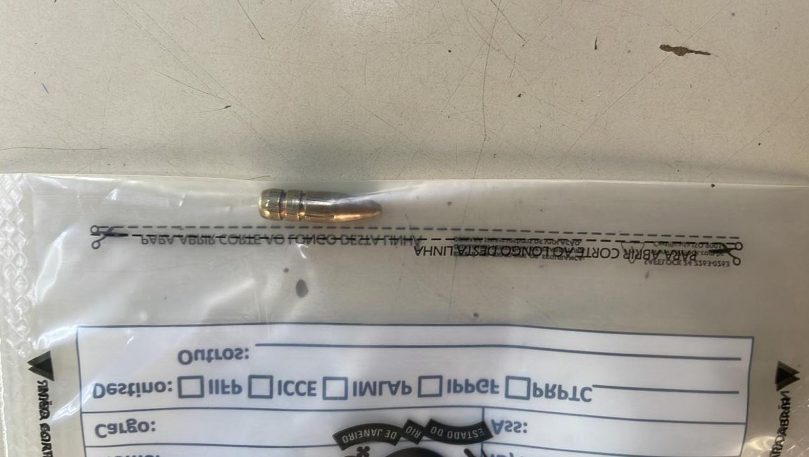 PARA ABRIR CORTE AO LONGO DESTA LINHA
PARA ABRIR CORTE AO LONGO DESTA LINHA
Outros:
Destino: IIFP ICCE IMLAP IPPGF PRPTC
Cargo:
Ass:
ESTADO DO RIO DE JANEIRO